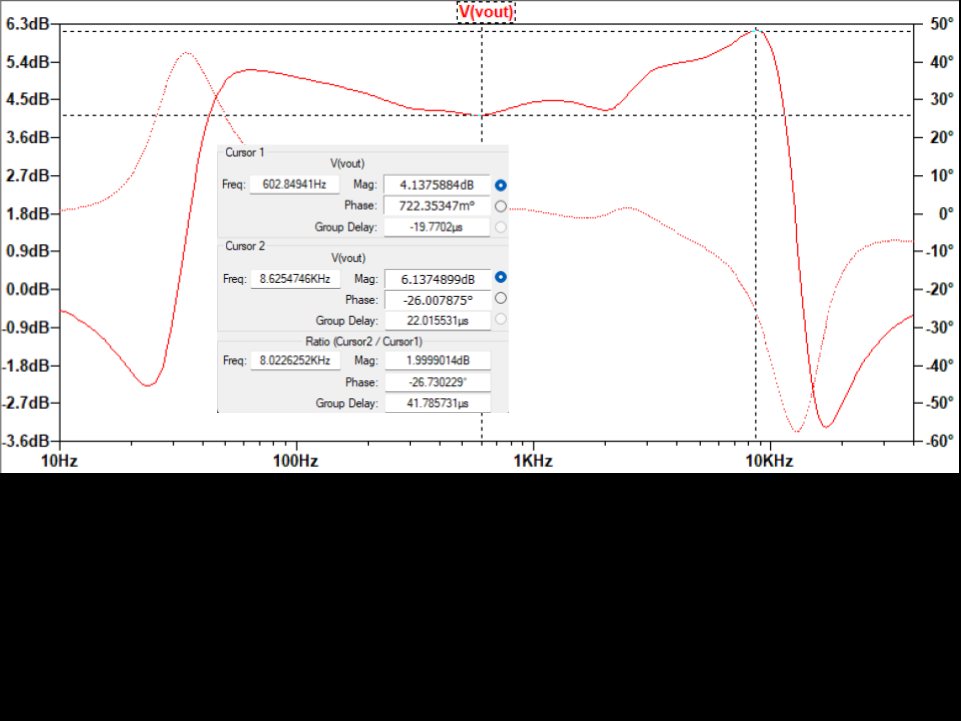 V(vout)
6.3dB
5.4dB
4.5dB
3.6dB
2.7dB
1.8dB
0.9dB
0.0dB
-0.9dB
-1.8dB
-2.7dB
-3.6dB
50°
40°
30°
20°
10°
0°
-10°
-20°
-30°
-40°
-50°
-60°
10Hz 100Hz 1KHz 10KHz
Cursor 1
V(vout)
Freq: 602.84941Hz Mag: 4.1375884dB
Phase: 722.35347m°
Group Delay: -19.7702µs
Cursor 2
V(vout)
Freq: 8.6254746KHz Mag: 6.1374899dB
Phase: -26.007875°
Group Delay: 22.015531µs
Ratio (Cursor2 / Cursor1)
Freq: 8.0226252KHz Mag: 1.9999014dB
Phase: -26.730229°
Group Delay: 41.785731µs